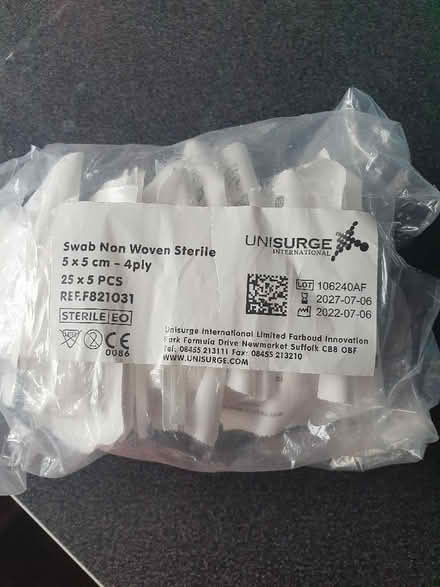 Swab Non Woven Sterile
5 x 5 cm – 4ply
25 x 5 PCS
REF.F821031
STERILE EO
CE
0086
UNISURGE
INTERNATIONAL
LOT 106240AF
2027-07-06
2022-07-06
Unisurge International Limited Farboud Innovation
Park Formula Drive Newmarket Suffolk CB8 0BF
Tel: 08455 213111 Fax: 08455 213210
WWW.UNISURGE.COM